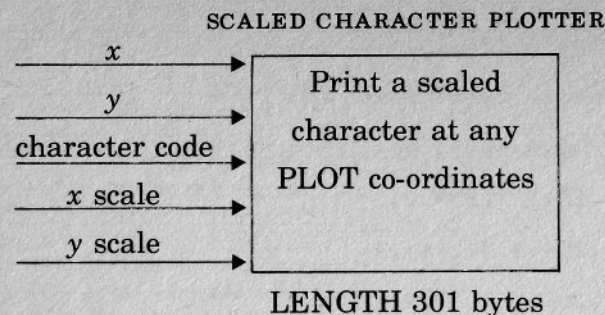 SCALED CHARACTER PLOTTER
x
y
character code
x scale
y scale
Print a scaled
character at any
PLOT co-ordinates
LENGTH 301 bytes